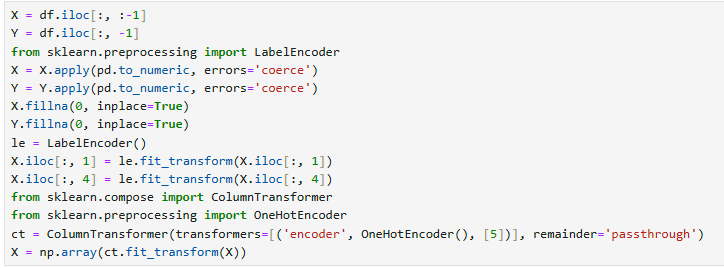 X = df.iloc[:, :-1]
Y = df.iloc[:, -1]
from sklearn.preprocessing import LabelEncoder
X = X.apply(pd.to_numeric, errors='coerce')
Y = Y.apply(pd.to_numeric, errors='coerce')
X.fillna(0, inplace=True)
Y.fillna(0, inplace=True)
le = LabelEncoder()
X.iloc[:, 1] = le.fit_transform(X.iloc[:, 1])
X.iloc[:, 4] = le.fit_transform(X.iloc[:, 4])
from sklearn.compose import ColumnTransformer
from sklearn.preprocessing import OneHotEncoder
ct = ColumnTransformer(transformers=[('encoder', OneHotEncoder(), [5])], remainder='passthrough')
X = np.array(ct.fit_transform(X))